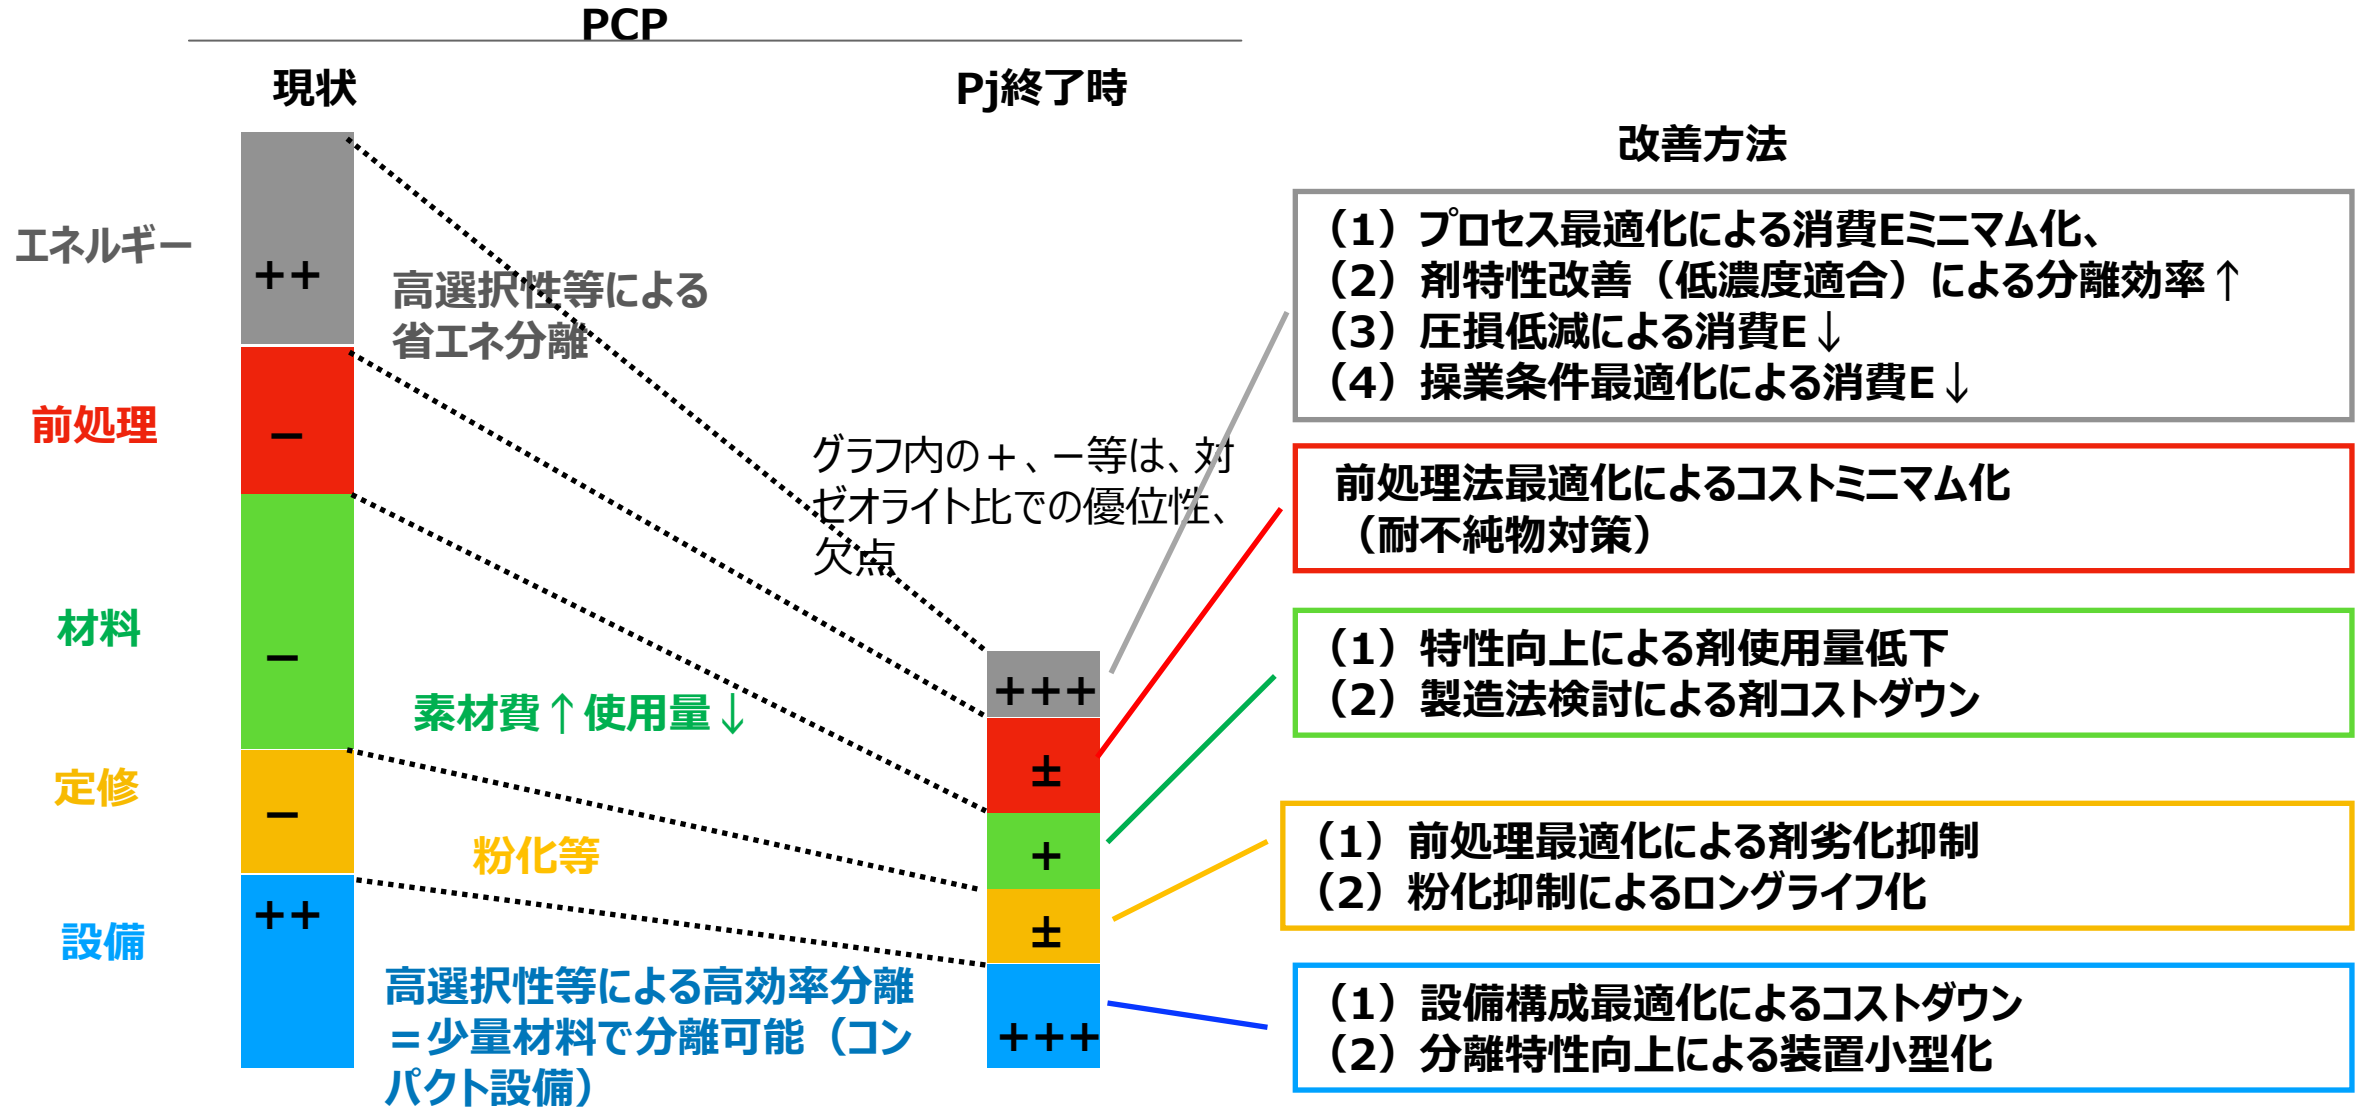 PCP
現状
Pj終了時
改善方法
エネルギー
++
高選択性等による
省エネ分離
前処理
−
材料
−
素材費↑使用量↓
定修
−
粉化等
設備
++
高選択性等による高効率分離
＝少量材料で分離可能（コン
パクト設備）
グラフ内の＋、－等は、対
ゼオライト比での優位性、
欠点
+++
±
+
±
+++
（1）プロセス最適化による消費Eミニマム化、
（2）剤特性改善（低濃度適合）による分離効率↑
（3）圧損低減による消費E↓
（4）操業条件最適化による消費E↓
前処理法最適化によるコストミニマム化
（耐不純物対策）
（1）特性向上による剤使用量低下
（2）製造法検討による剤コストダウン
（1）前処理最適化による剤劣化抑制
（2）粉化抑制によるロングライフ化
（1）設備構成最適化によるコストダウン
（2）分離特性向上による装置小型化